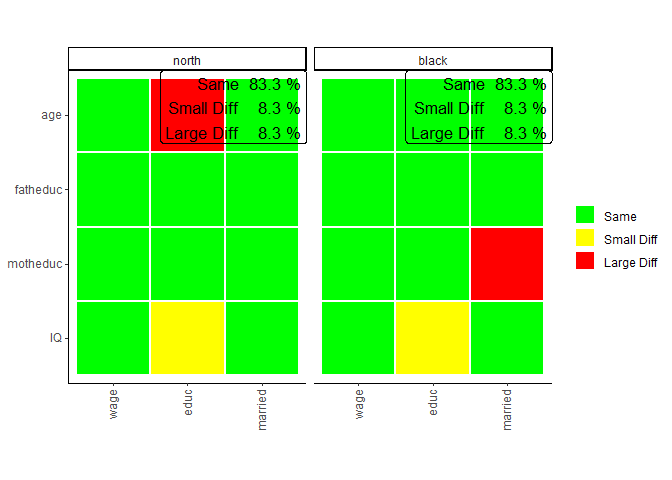 north
black
Same 83.3 %
Small Diff 8.3 %
Large Diff 8.3 %
Same 83.3 %
Small Diff 8.3 %
Large Diff 8.3 %
age
fatheduc
motheduc
IQ
wage
educ
married
wage
educ
married
Same
Small Diff
Large Diff